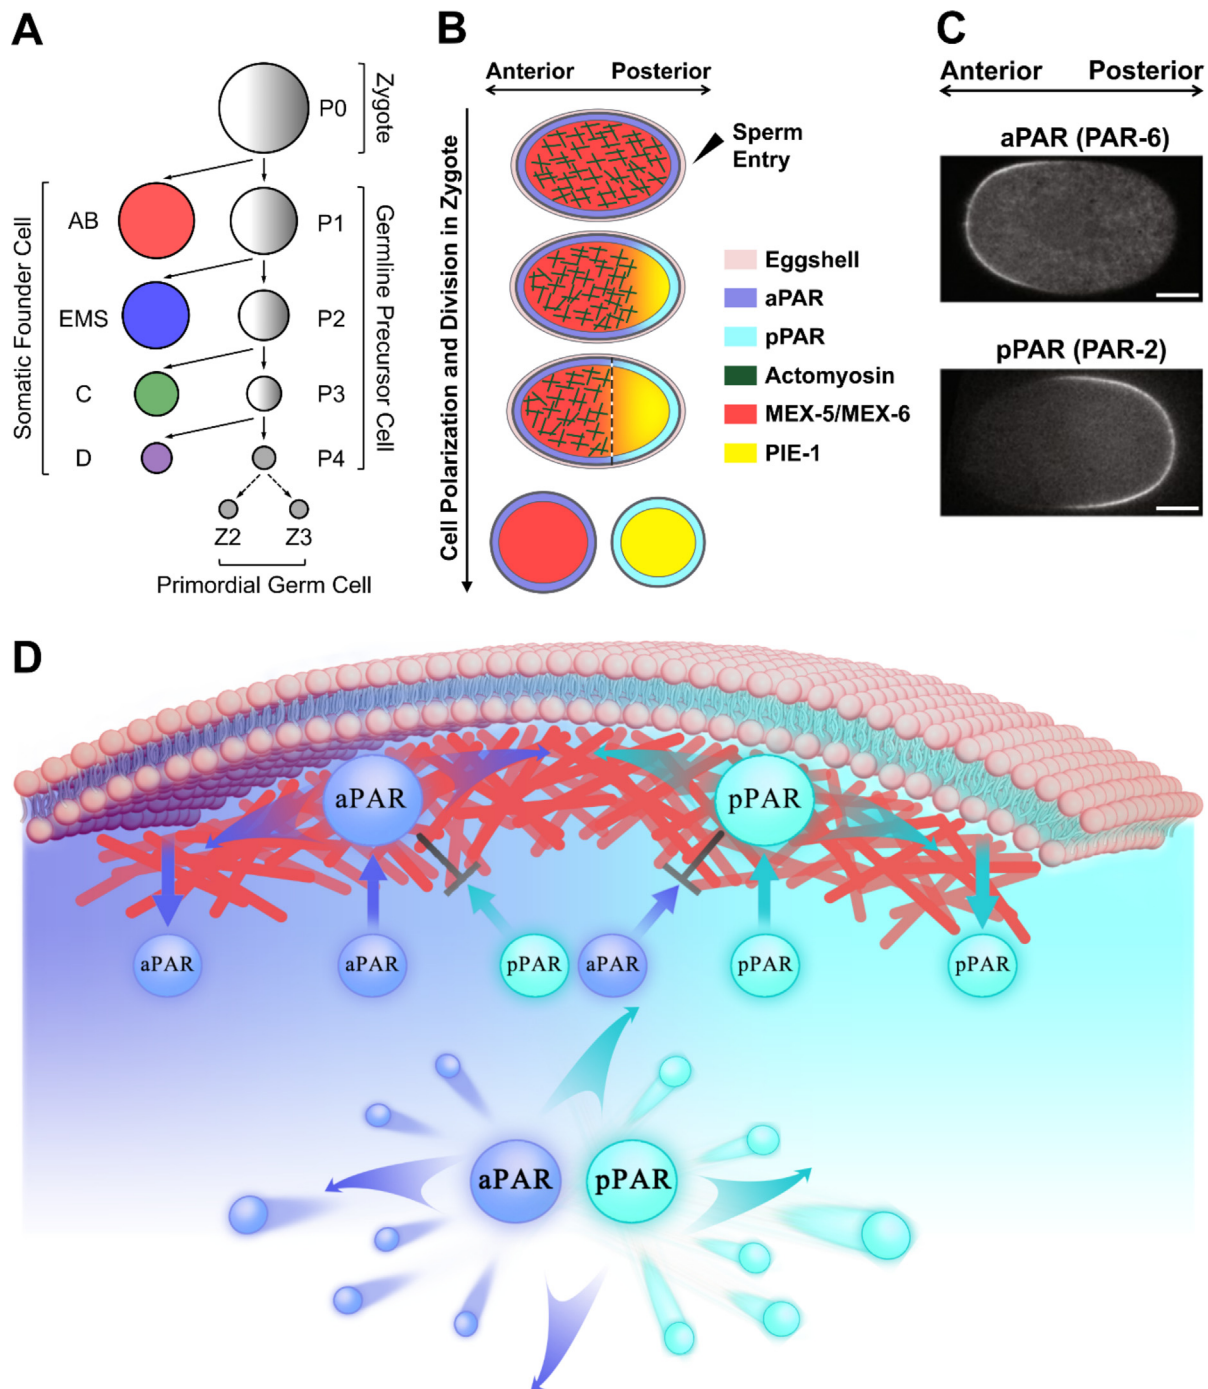 A
P0
Zygote
AB
P1
EMS
P2
C
P3
D
P4
Somatic Founder Cell
Germline Precursor Cell
Z2
Z3
Primordial Germ Cell
B
Anterior
Posterior
Cell Polarization and Division in Zygote
Sperm
Entry
Eggshell
aPAR
pPAR
Actomyosin
MEX-5/MEX-6
PIE-1
C
Anterior
Posterior
aPAR (PAR-6)
pPAR (PAR-2)
D
aPAR
pPAR
aPAR
aPAR
pPAR
aPAR
pPAR
pPAR
aPAR
pPAR